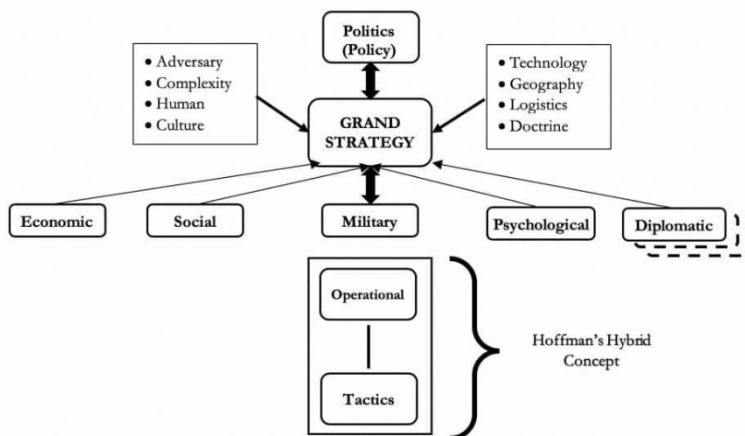 Politics
(Policy)
• Adversary
• Complexity
• Human
• Culture
• Technology
• Geography
• Logistics
• Doctrine
GRAND
STRATEGY
Economic
Social
Military
Psychological
Diplomatic
Operational
Tactics
Hoffman's Hybrid
Concept